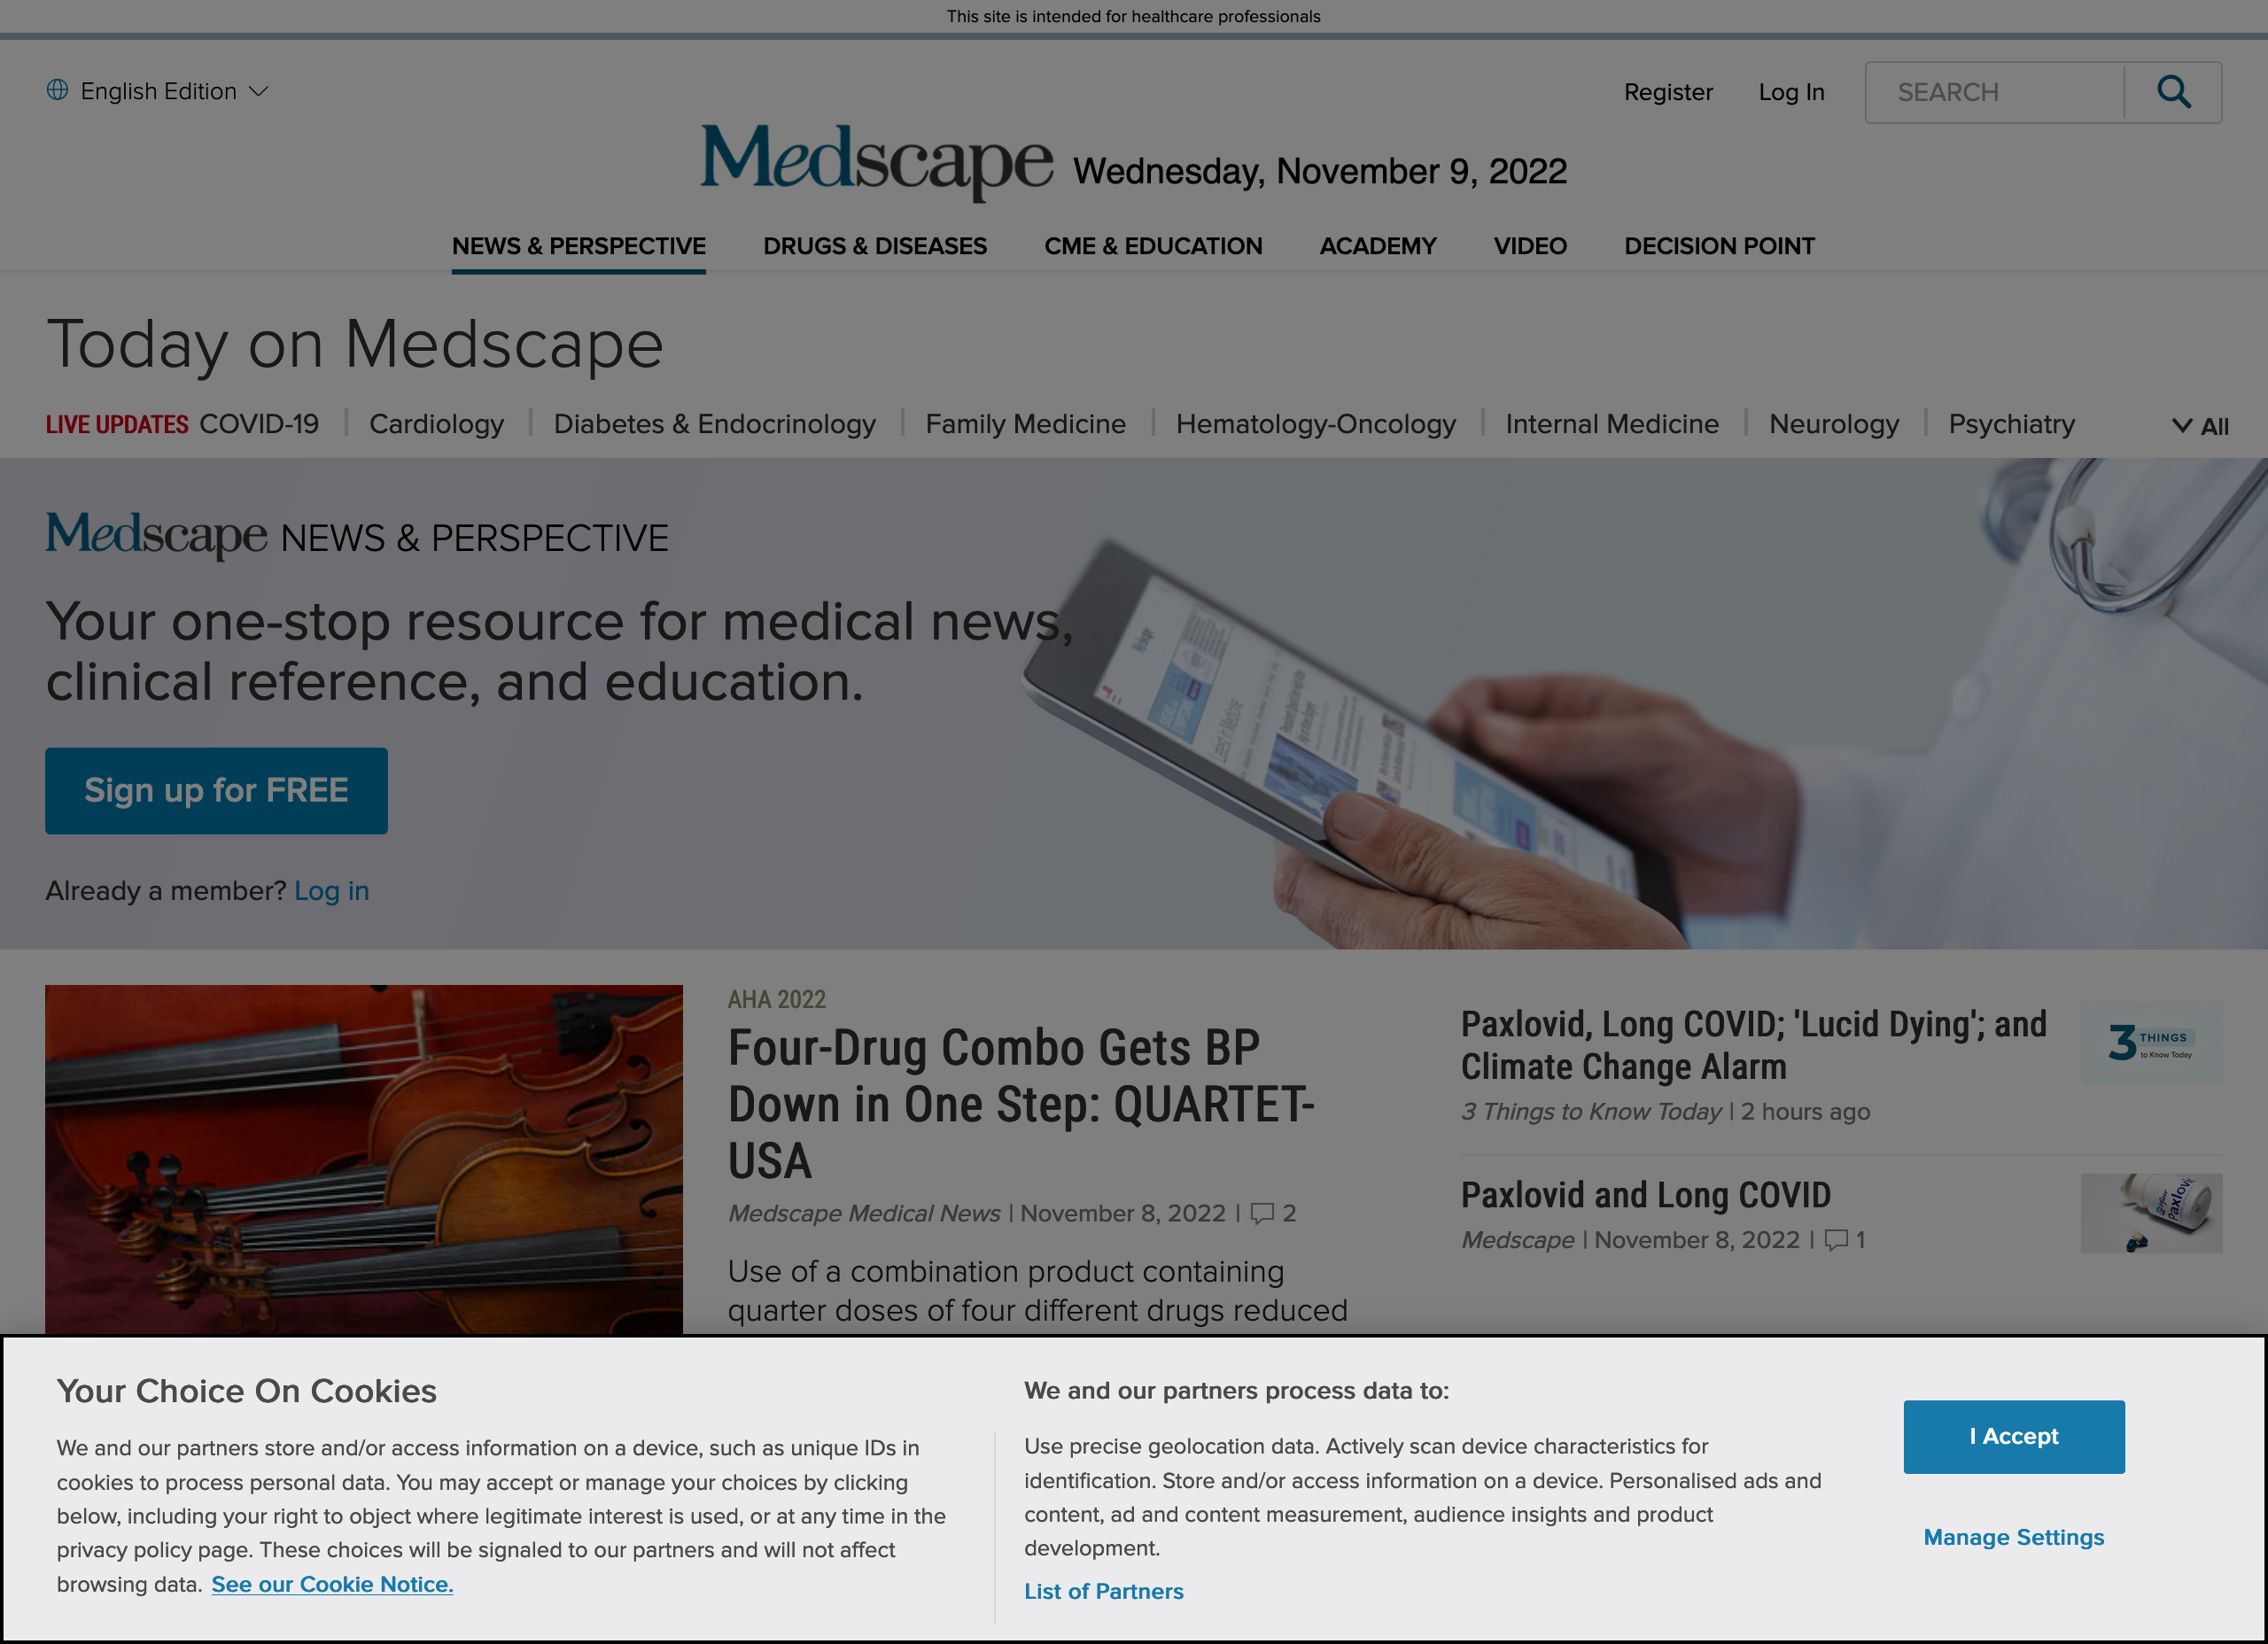 This site is intended for healthcare professionals
English Edition
Register
Log In
SEARCH
Medscape
Wednesday, November 9, 2022
NEWS & PERSPECTIVE
DRUGS & DISEASES
CME & EDUCATION
ACADEMY
VIDEO
DECISION POINT
Today on Medscape
LIVE UPDATES COVID-19
Cardiology
Diabetes & Endocrinology
Family Medicine
Hematology-Oncology
Internal Medicine
Neurology
Psychiatry
All
Medscape NEWS & PERSPECTIVE
Your one-stop resource for medical news,
clinical reference, and education.
Sign up for FREE
Already a member? Log in
AHA 2022
Four-Drug Combo Gets BP
Down in One Step: QUARTET-
USA
Medscape Medical News | November 8, 2022 | 2
Use of a combination product containing
quarter doses of four different drugs reduced
Paxlovid, Long COVID; 'Lucid Dying'; and
Climate Change Alarm
3 Things to Know Today | 2 hours ago
3 THINGS
to Know Today
Paxlovid and Long COVID
Medscape | November 8, 2022 | 1
Paxlovid
Your Choice On Cookies
We and our partners store and/or access information on a device, such as unique IDs in
cookies to process personal data. You may accept or manage your choices by clicking
below, including your right to object where legitimate interest is used, or at any time in the
privacy policy page. These choices will be signaled to our partners and will not affect
browsing data. See our Cookie Notice.
We and our partners process data to:
Use precise geolocation data. Actively scan device characteristics for
identification. Store and/or access information on a device. Personalised ads and
content, ad and content measurement, audience insights and product
development.
List of Partners
I Accept
Manage Settings